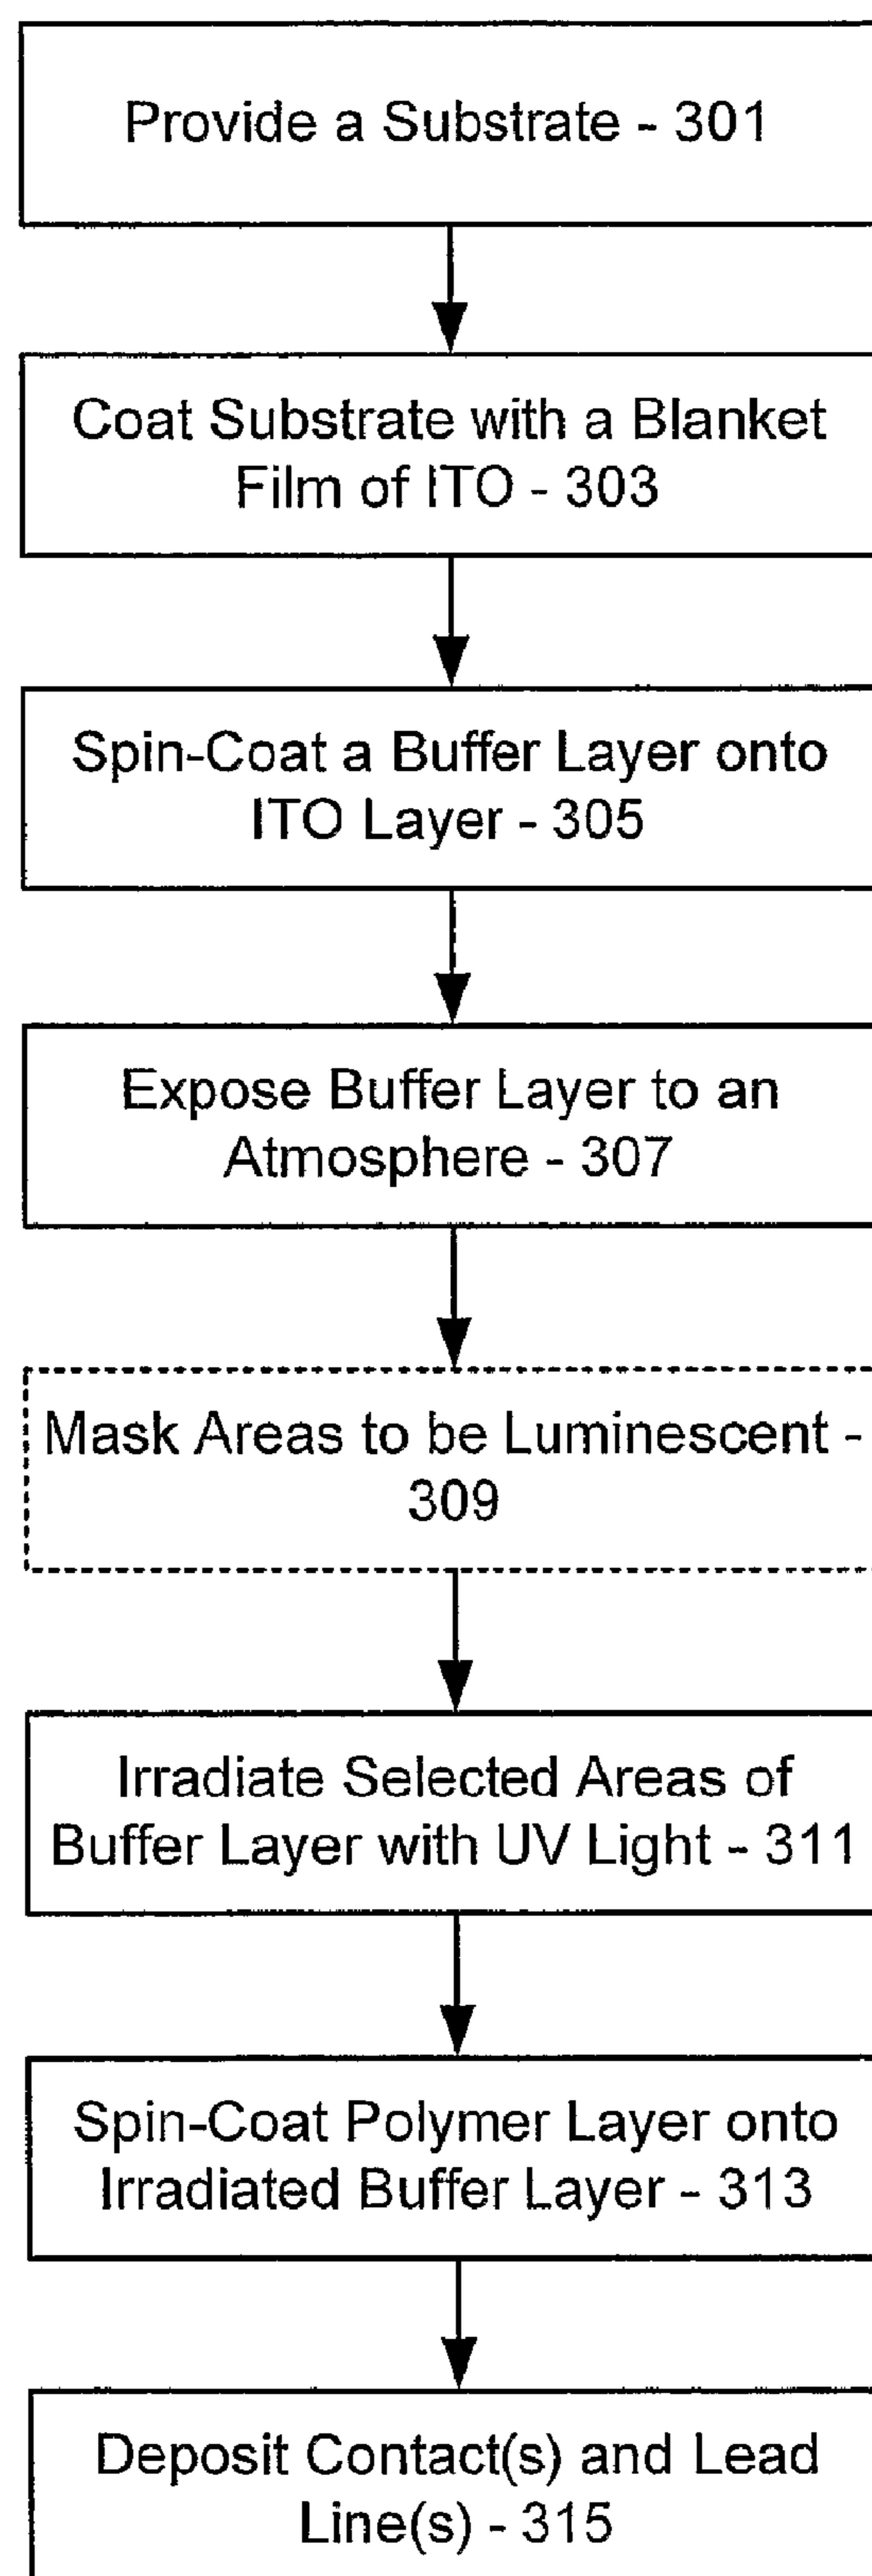 Provide a Substrate - 301
Coat Substrate with a Blanket
Film of ITO - 303
Spin-Coat a Buffer Layer onto
ITO Layer - 305
Expose Buffer Layer to an
Atmosphere - 307
Mask Areas to be Luminescent -
309
Irradiate Selected Areas of
Buffer Layer with UV Light - 311
Spin-Coat Polymer Layer onto
Irradiated Buffer Layer - 313
Deposit Contact(s) and Lead
Line(s) - 315